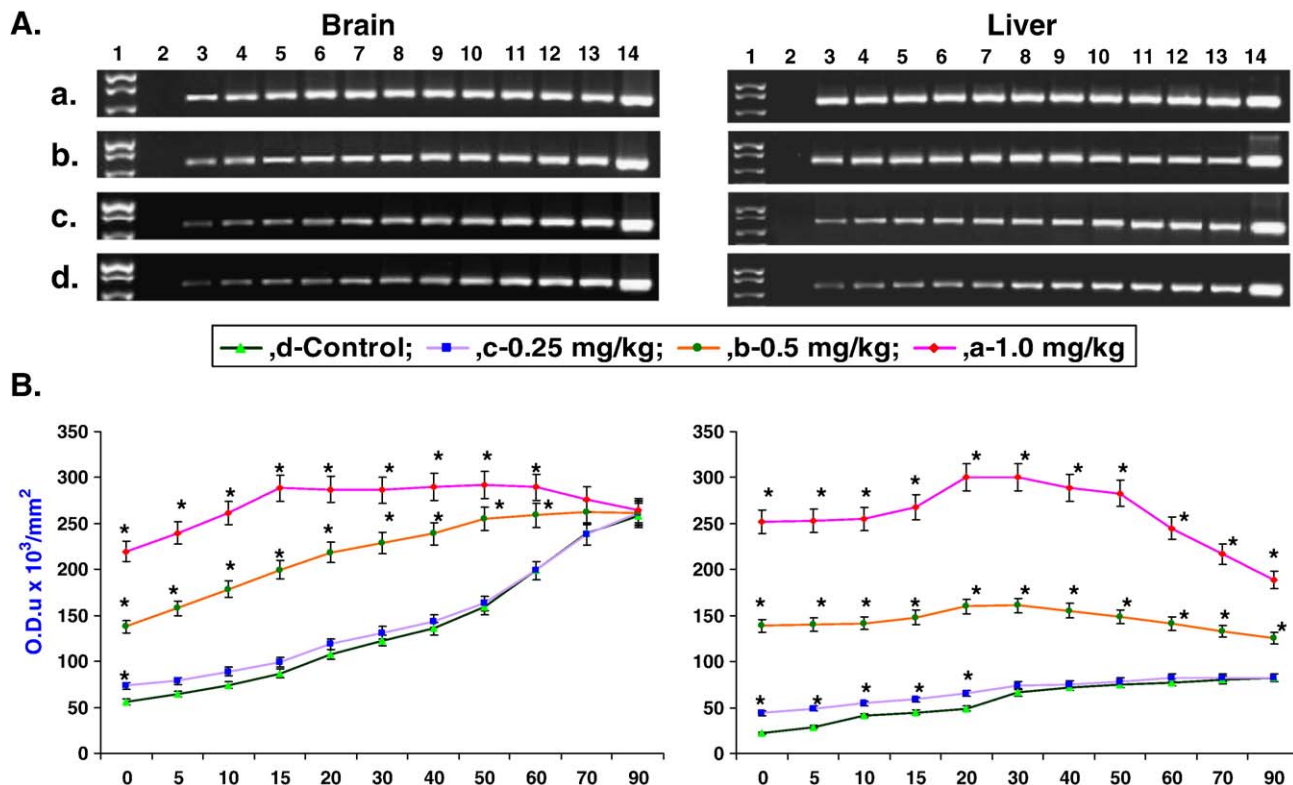 A.
Brain
Liver
1 2 3 4 5 6 7 8 9 10 11 12 13 14
1 2 3 4 5 6 7 8 9 10 11 12 13 14
a.
b.
c.
d.
,d-Control; ,c-0.25 mg/kg; ,b-0.5 mg/kg; ,a-1.0 mg/kg
B.
O.D.u x 10³/mm²
350
300
250
200
150
100
50
0
0 5 10 15 20 30 40 50 60 70 90
350
300
250
200
150
100
50
0
0 5 10 15 20 30 40 50 60 70 90